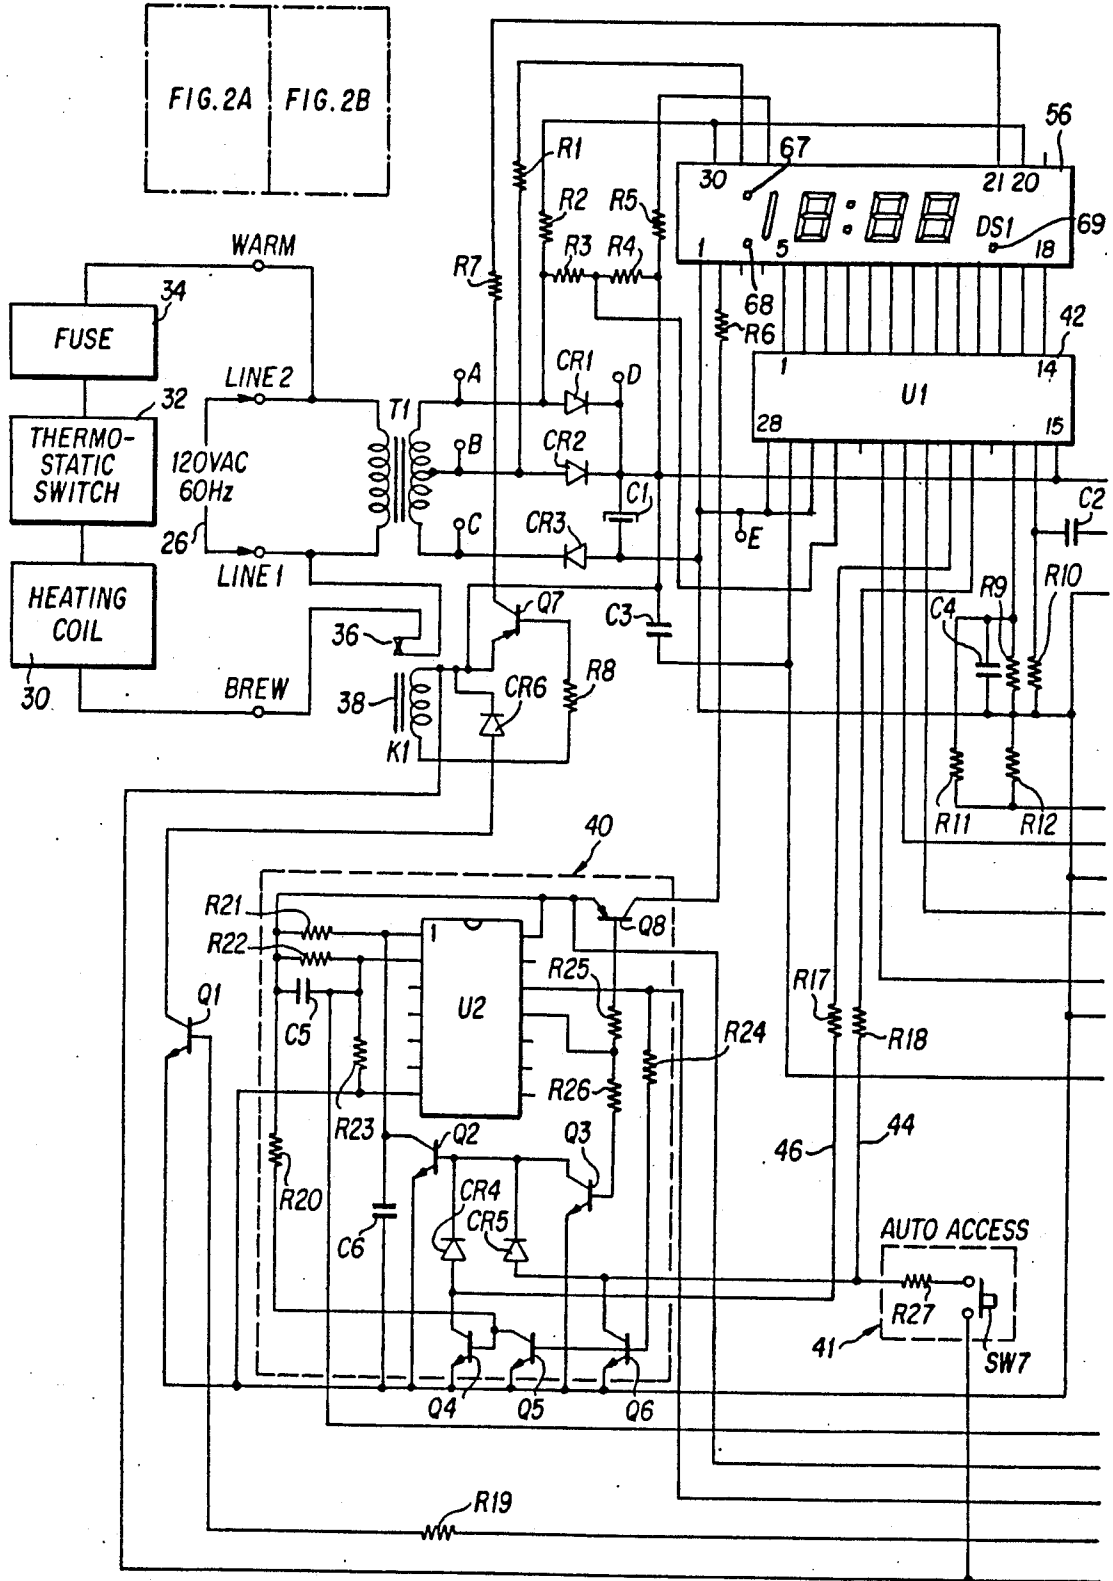 FIG.2A FIG.2B
R1
67
56
30
21 20
R2
R5
DS1
69
R3 R4
1
5
18
R7
68
R6
WARM
34
FUSE
42
1
14
U1
28
15
LINE2
CR1
A
D
T1
32
THERMO-
STATIC
SWITCH
120VAC
60Hz
B
CR2
C1
C
CR3
C2
E
26
LINE1
HEATING
COIL
30
36
Q7
C3
C4
R9
R10
BREW
38
CR6
R8
K1
R11
R12
40
R21
Q8
R22
1
R25
C5
U2
R24
Q1
R17
R18
R26
R23
Q2
Q3
46
44
R20
CR4
CR5
C6
AUTO ACCESS
R27
41
SW7
Q4
Q5
Q6
R19